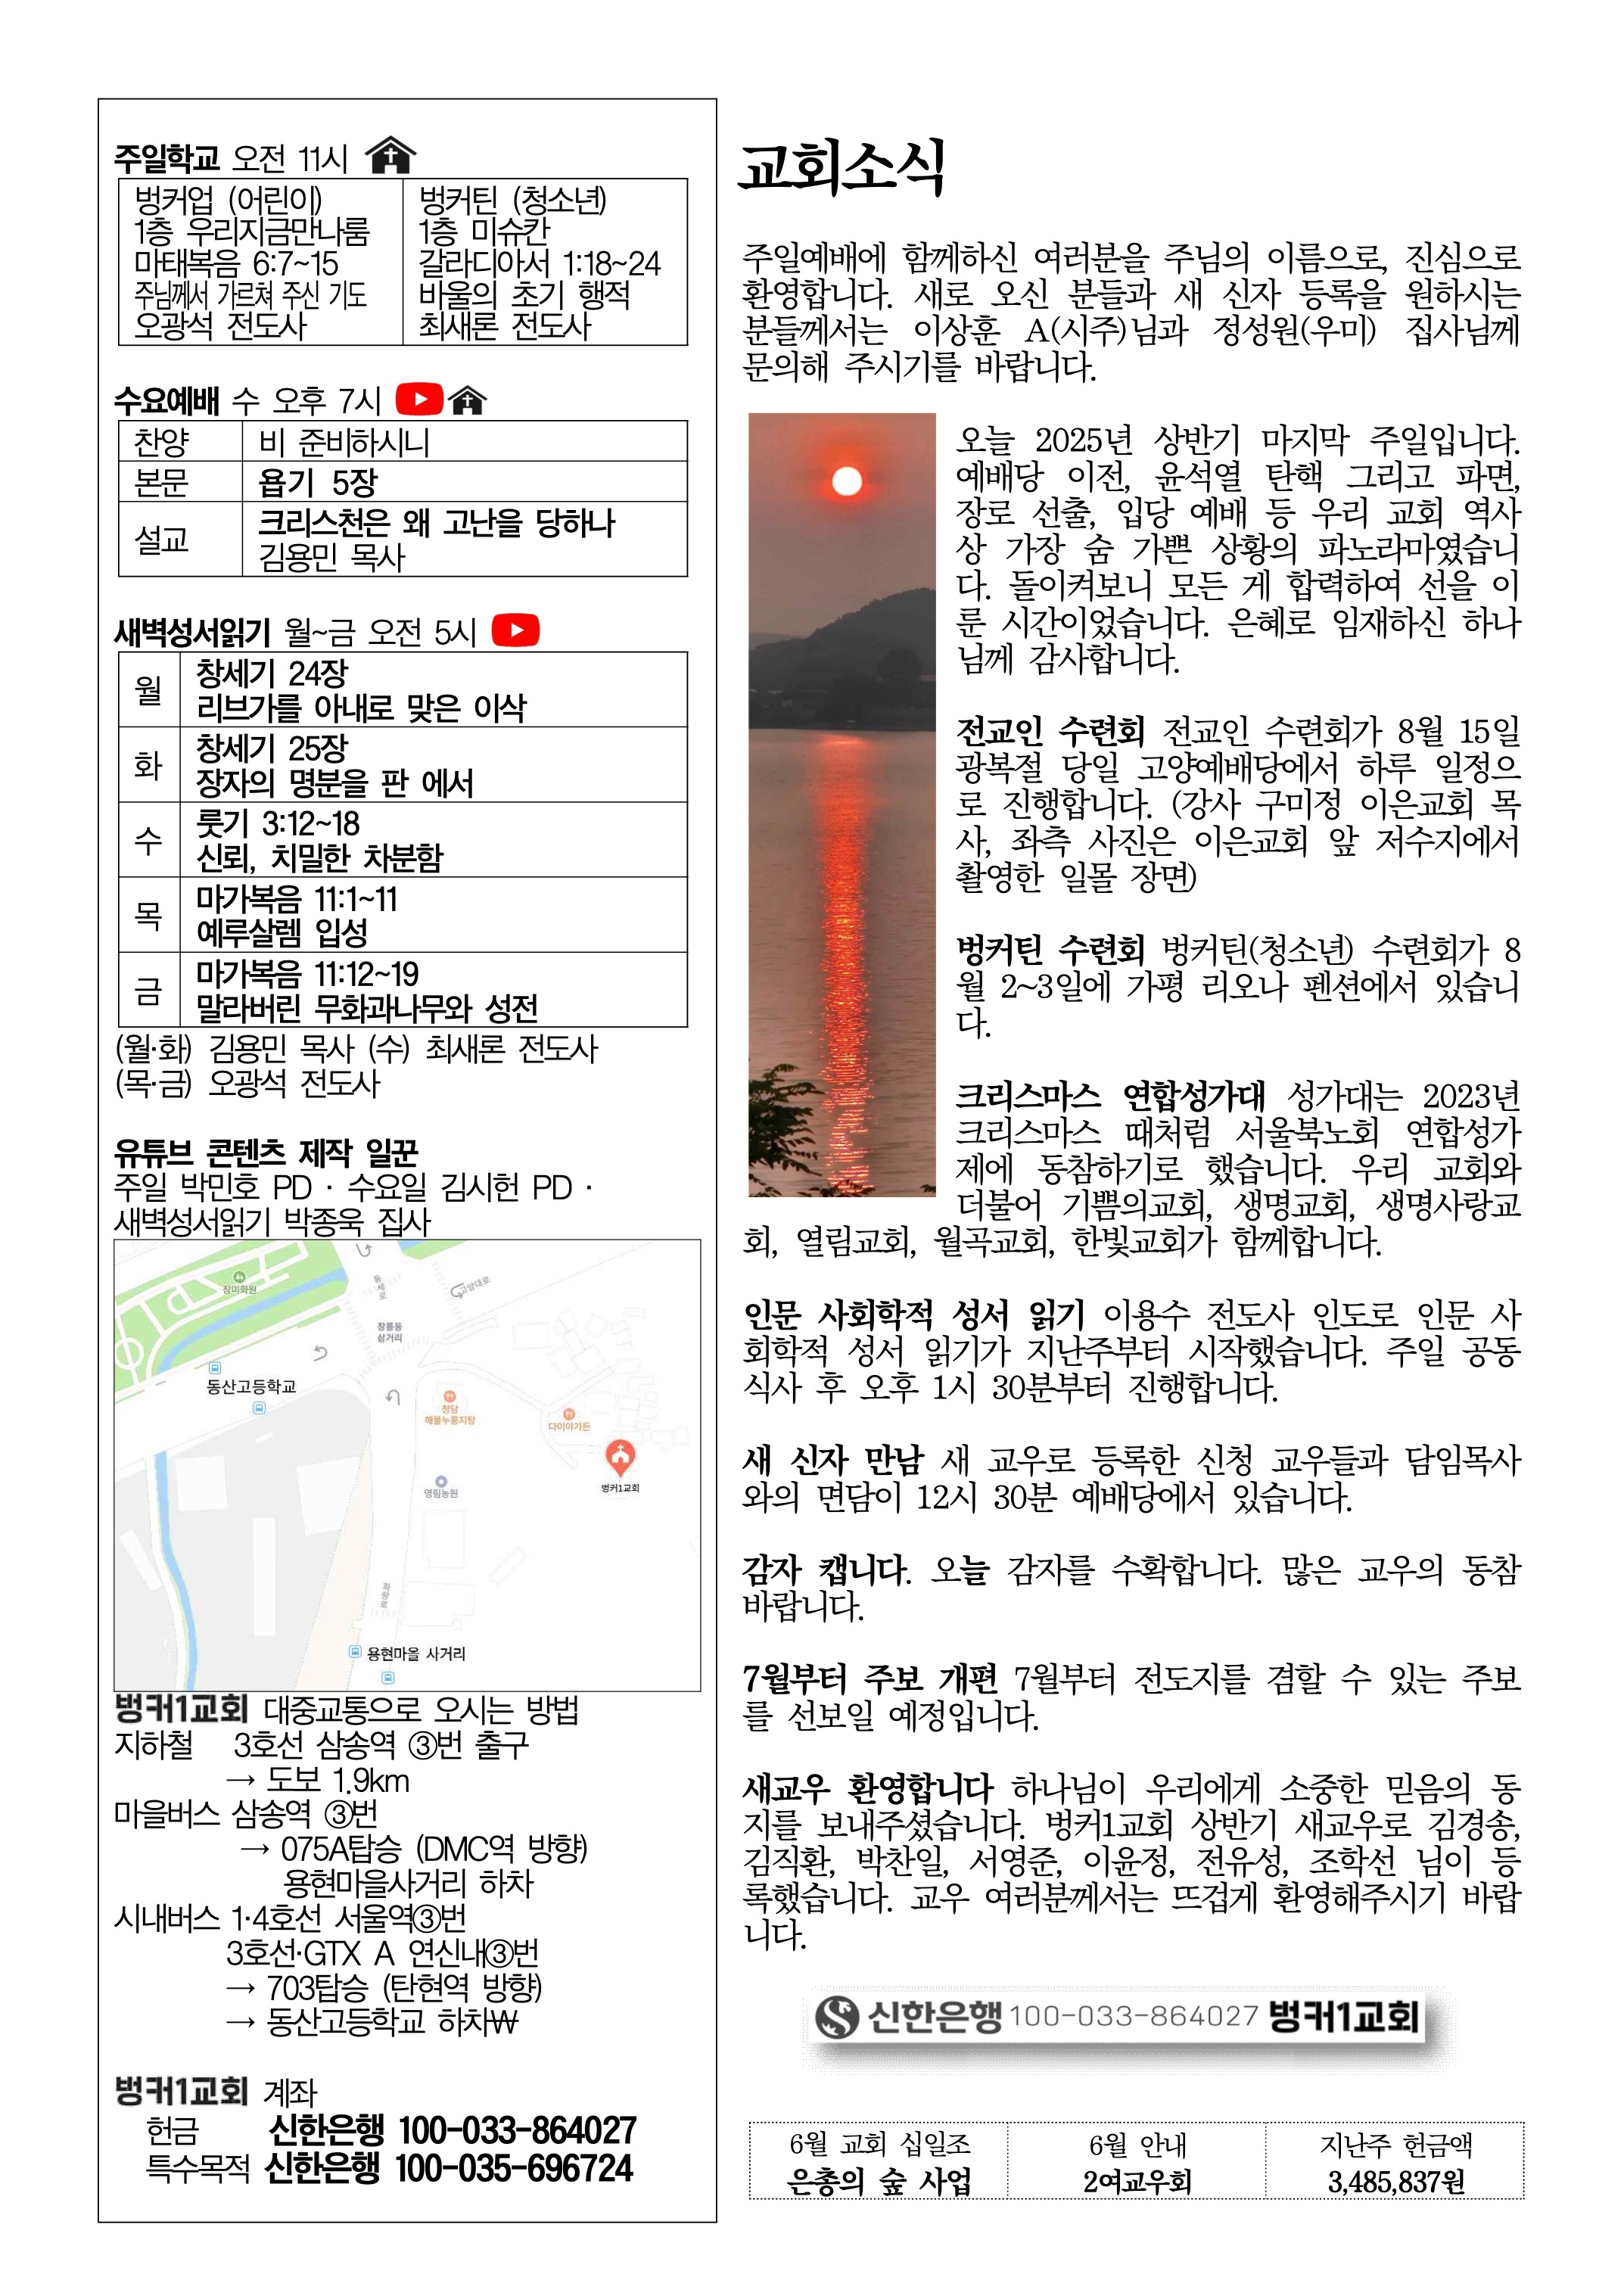 주일학교 오전 11시
벙커업 (어린이)
1층 우리지금만나룸
마태복음 6:7~15
주님께서 가르쳐 주신 기도
오광석 전도사
벙커틴 (청소년)
1층 미슈칸
갈라디아서 1:18~24
바울의 초기 행적
최새론 전도사
수요예배 수 오후 7시
찬양 비 준비하시니
본문 욥기 5장
설교 크리스천은 왜 고난을 당하나
김용민 목사
새벽성서읽기 월~금 오전 5시
월 창세기 24장
리브가를 아내로 맞은 이삭
화 창세기 25장
장자의 명분을 판 에서
수 룻기 3:12~18
신뢰, 치밀한 차분함
목 마가복음 11:1~11
예루살렘 입성
금 마가복음 11:12~19
말라버린 무화과나무와 성전
(월·화) 김용민 목사 (수) 최새론 전도사
(목·금) 오광석 전도사
유튜브 콘텐츠 제작 일꾼
주일 박민호 PD · 수요일 김시헌 PD ·
새벽성서읽기 박종욱 집사
장미화원
동세로
고양대로
창릉동
삼거리
동산고등학교
청담
해물누룽지탕
다이아가든
벙커1교회
영림농원
화랑로
용현마을 사거리
벙커1교회 대중교통으로 오시는 방법
지하철 3호선 삼송역 ③번 출구
→ 도보 1.9km
마을버스 삼송역 ③번
→ 075A탑승 (DMC역 방향)
용현마을사거리 하차
시내버스 1·4호선 서울역③번
3호선·GTX A 연신내③번
→ 703탑승 (탄현역 방향)
→ 동산고등학교 하차₩
벙커1교회 계좌
헌금 신한은행 100-033-864027
특수목적 신한은행 100-035-696724
교회소식
주일예배에 함께하신 여러분을 주님의 이름으로, 진심으로
환영합니다. 새로 오신 분들과 새 신자 등록을 원하시는
분들께서는 이상훈 A(시주)님과 정성원(우미) 집사님께
문의해 주시기를 바랍니다.
오늘 2025년 상반기 마지막 주일입니다.
예배당 이전, 윤석열 탄핵 그리고 파면,
장로 선출, 입당 예배 등 우리 교회 역사
상 가장 숨 가쁜 상황의 파노라마였습니
다. 돌이켜보니 모든 게 합력하여 선을 이
룬 시간이었습니다. 은혜로 임재하신 하나
님께 감사합니다.
전교인 수련회 전교인 수련회가 8월 15일
광복절 당일 고양예배당에서 하루 일정으
로 진행합니다. (강사 구미정 이은교회 목
사, 좌측 사진은 이은교회 앞 저수지에서
촬영한 일몰 장면)
벙커틴 수련회 벙커틴(청소년) 수련회가 8
월 2~3일에 가평 리오나 펜션에서 있습니
다.
크리스마스 연합성가대 성가대는 2023년
크리스마스 때처럼 서울북노회 연합성가
제에 동참하기로 했습니다. 우리 교회와
더불어 기쁨의교회, 생명교회, 생명사랑교
회, 열림교회, 월곡교회, 한빛교회가 함께합니다.
인문 사회학적 성서 읽기 이용수 전도사 인도로 인문 사
회학적 성서 읽기가 지난주부터 시작했습니다. 주일 공동
식사 후 오후 1시 30분부터 진행합니다.
새 신자 만남 새 교우로 등록한 신청 교우들과 담임목사
와의 면담이 12시 30분 예배당에서 있습니다.
감자 캡니다. 오늘 감자를 수확합니다. 많은 교우의 동참
바랍니다.
7월부터 주보 개편 7월부터 전도지를 겸할 수 있는 주보
를 선보일 예정입니다.
새교우 환영합니다 하나님이 우리에게 소중한 믿음의 동
지를 보내주셨습니다. 벙커1교회 상반기 새교우로 김경송,
김직환, 박찬일, 서영준, 이윤정, 전유성, 조학선 님이 등
록했습니다. 교우 여러분께서는 뜨겁게 환영해주시기 바랍
니다.
신한은행 100-033-864027 벙커1교회
6월 교회 십일조
은총의 숲 사업
6월 안내
2여교우회
지난주 헌금액
3,485,837원